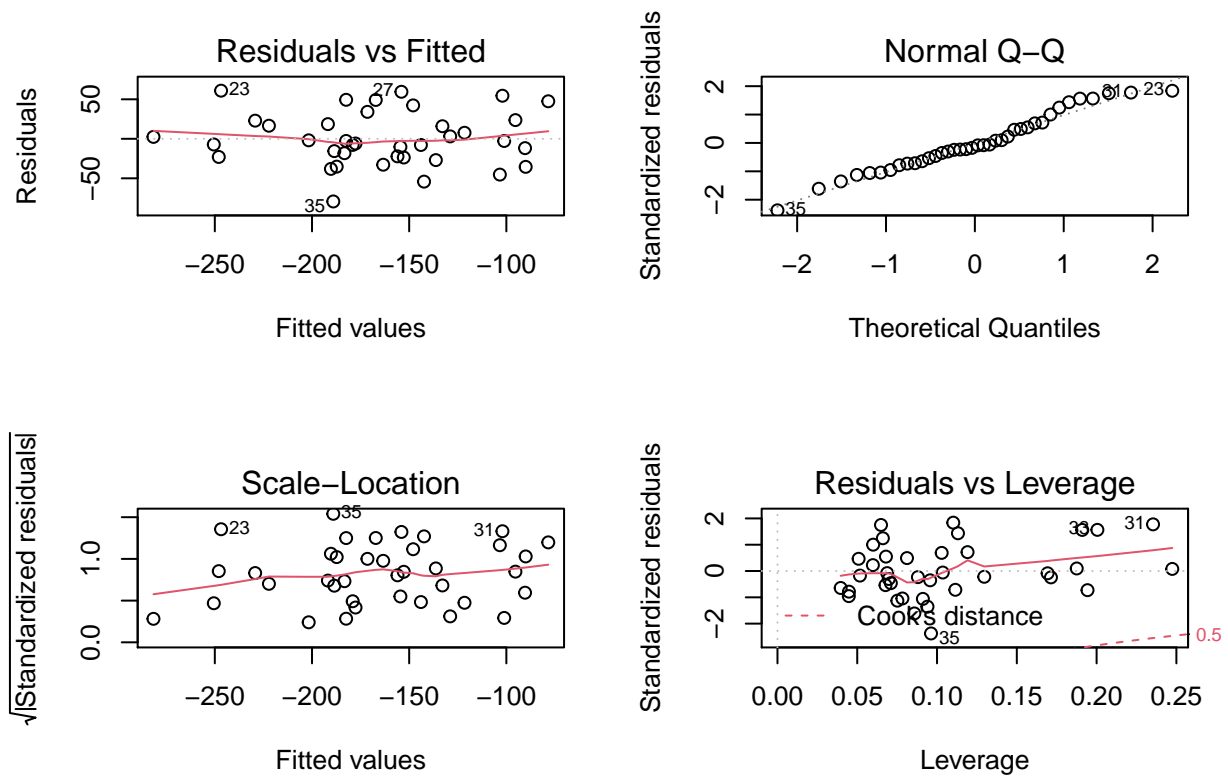 Residuals vs Fitted
Residuals
50
−50
23
27
35
−250 −200 −150 −100
Fitted values
Normal Q−Q
Standardized residuals
2
0
−2
31
23
35
−2 −1 0 1 2
Theoretical Quantiles
Scale−Location
√|Standardized residuals|
1.0
0.0
23
35
31
−250 −200 −150 −100
Fitted values
Residuals vs Leverage
Standardized residuals
2
0
−2
33
31
Cook's distance
35
0.5
0.00 0.05 0.10 0.15 0.20 0.25
Leverage